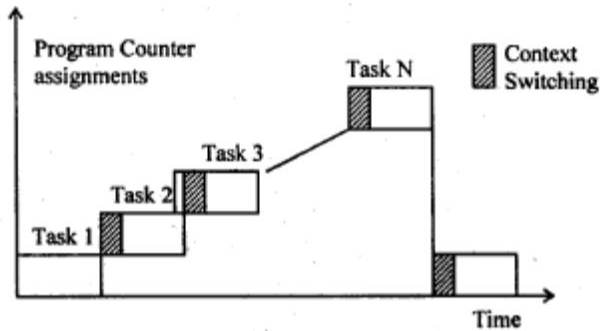 Program Counter
assignments
Context
Switching
Task N
Task 3
Task 2
Task 1
Time